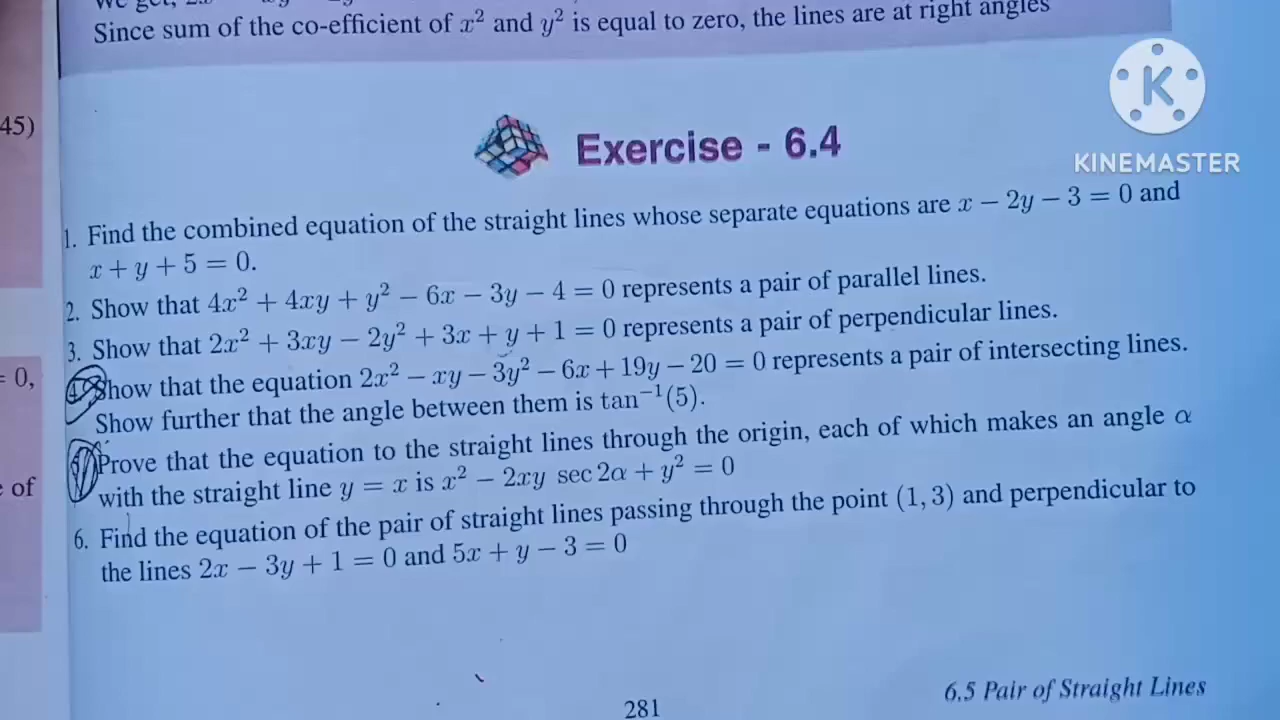 Since sum of the co-efficient of x² and y² is equal to zero, the lines are at right angles
45)
K
KINEMASTER
Exercise - 6.4
1. Find the combined equation of the straight lines whose separate equations are x − 2y − 3 = 0 and
x + y + 5 = 0.
2. Show that 4x² + 4xy + y² − 6x − 3y − 4 = 0 represents a pair of parallel lines.
3. Show that 2x² + 3xy − 2y² + 3x + y + 1 = 0 represents a pair of perpendicular lines.
= 0,
Show that the equation 2x² − xy − 3y² − 6x + 19y − 20 = 0 represents a pair of intersecting lines.
Show further that the angle between them is tan⁻¹(5).
Prove that the equation to the straight lines through the origin, each of which makes an angle α
of
with the straight line y = x is x² − 2xy sec 2α + y² = 0
6. Find the equation of the pair of straight lines passing through the point (1, 3) and perpendicular to
the lines 2x − 3y + 1 = 0 and 5x + y − 3 = 0
281
6.5 Pair of Straight Lines